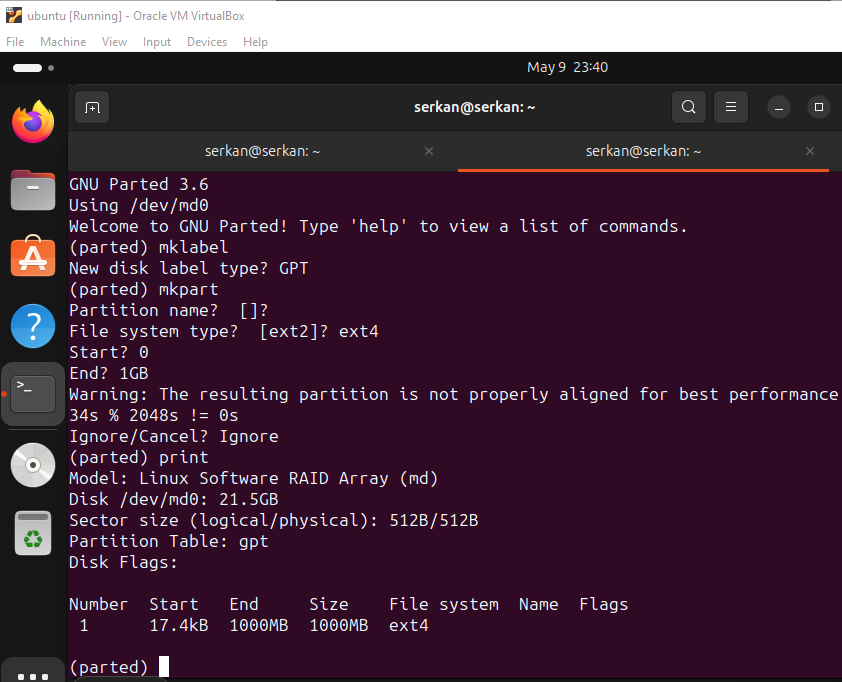 ubuntu [Running] - Oracle VM VirtualBox
File Machine View Input Devices Help
May 9 23:40
serkan@serkan: ~
serkan@serkan: ~
serkan@serkan: ~
GNU Parted 3.6
Using /dev/md0
Welcome to GNU Parted! Type 'help' to view a list of commands.
(parted) mklabel
New disk label type? GPT
(parted) mkpart
Partition name?  []?
File system type?  [ext2]? ext4
Start? 0
End? 1GB
Warning: The resulting partition is not properly aligned for best performance
34s % 2048s != 0s
Ignore/Cancel? Ignore
(parted) print
Model: Linux Software RAID Array (md)
Disk /dev/md0: 21.5GB
Sector size (logical/physical): 512B/512B
Partition Table: gpt
Disk Flags:
Number  Start   End     Size    File system  Name  Flags
 1      17.4kB  1000MB  1000MB  ext4
(parted)